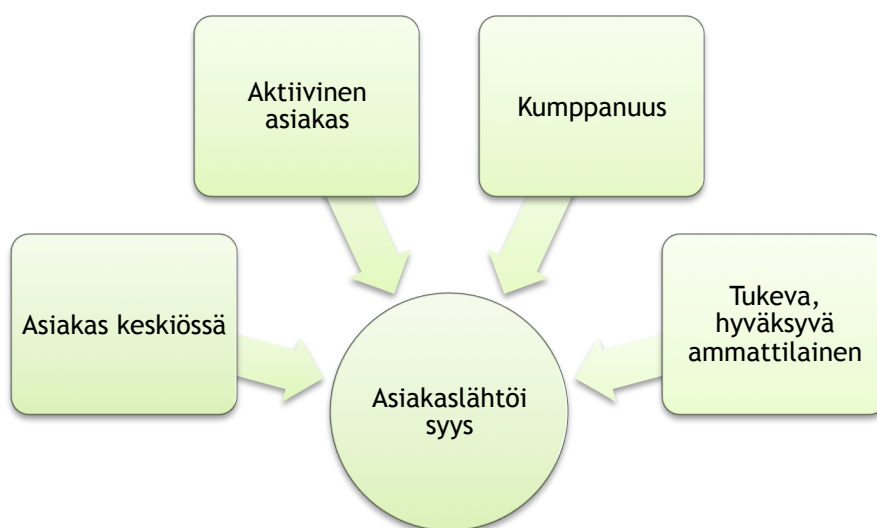 Aktiivinen
asiakas
Kumppanuus
Asiakas keskiössä
Tukeva,
hyväksyvä
ammattilainen
Asiakaslähtöi
syys